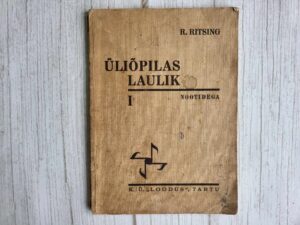 R. RITSING
ÜLIÕPILAS
LAULIK
I NOOTIDEGA
K. Ü. „LOODUS“, TARTU